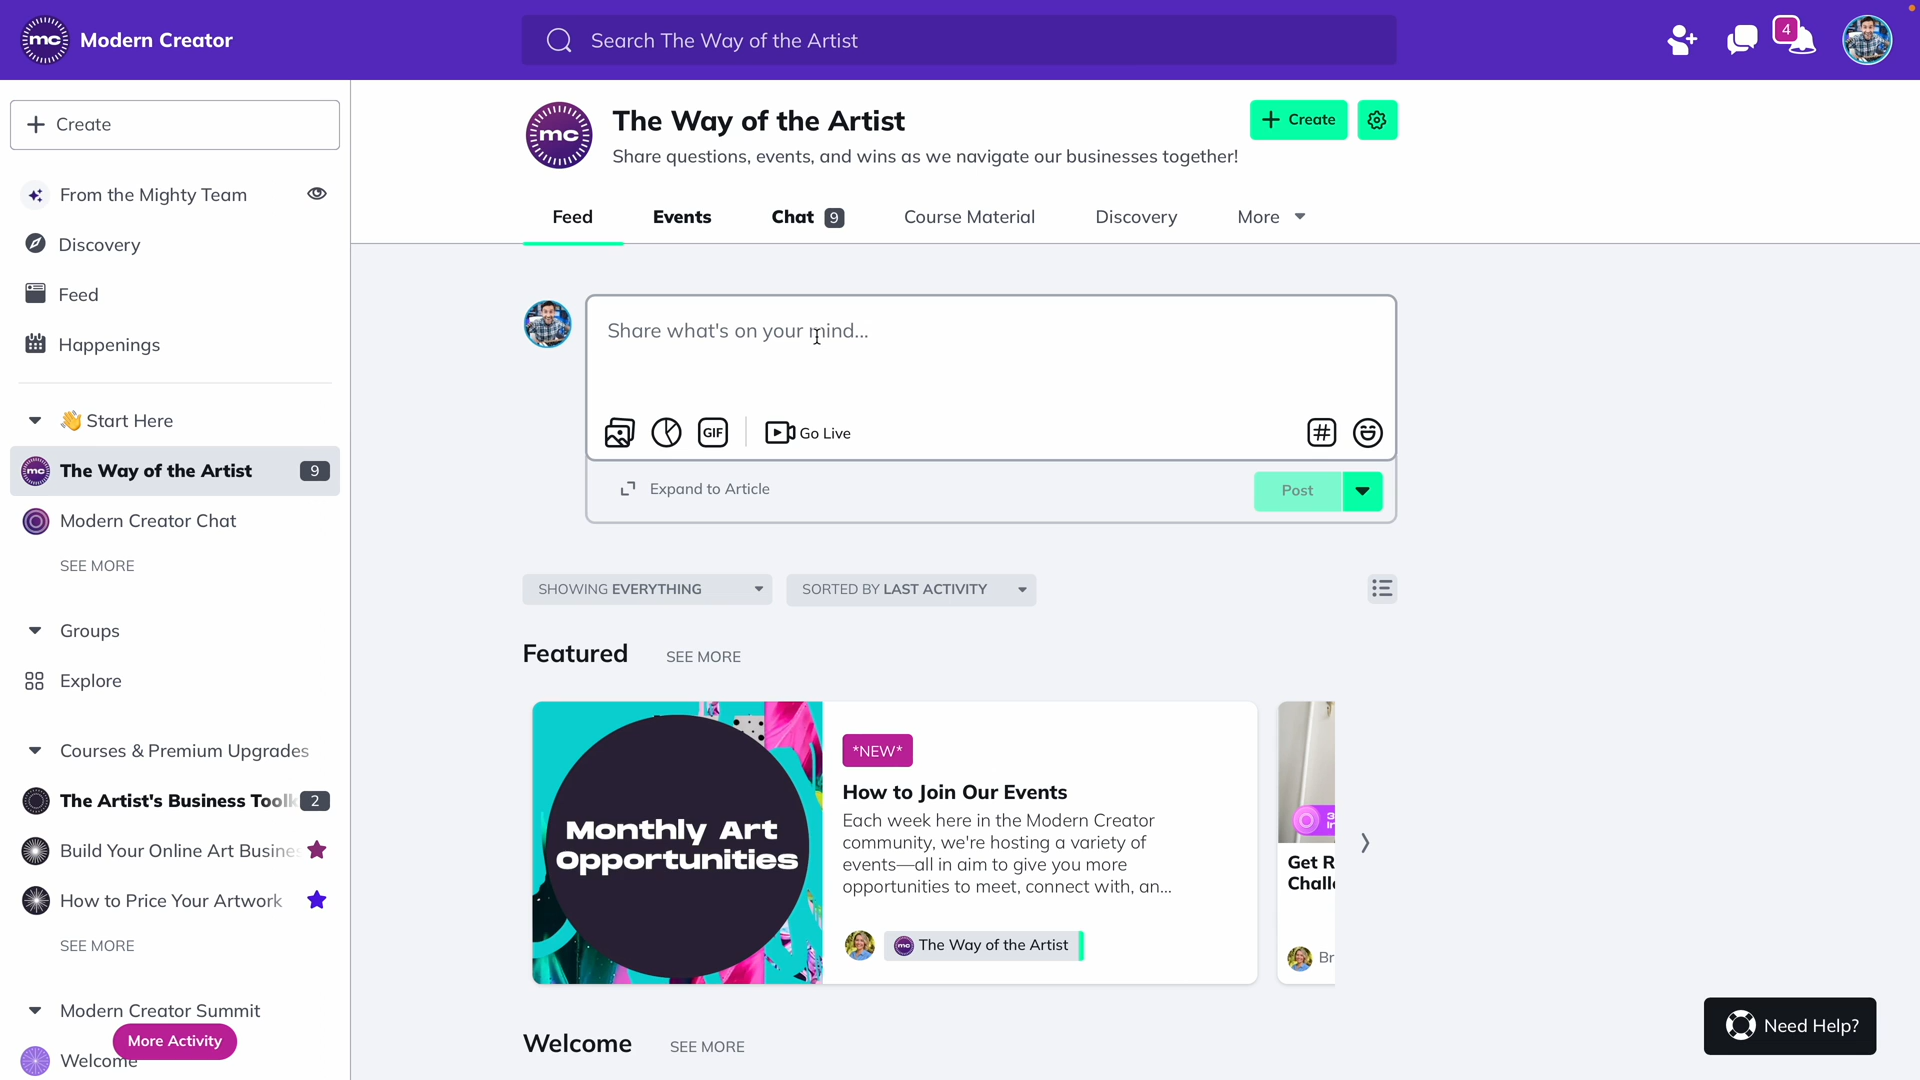 mc
Modern Creator
Search The Way of the Artist
4
Create
From the Mighty Team
Discovery
Feed
Happenings
👋 Start Here
mc
The Way of the Artist
9
Modern Creator Chat
SEE MORE
Groups
Explore
Courses & Premium Upgrades
The Artist's Business Toolk
2
Build Your Online Art Busines
How to Price Your Artwork
SEE MORE
Modern Creator Summit
More Activity
Welcome
mc
The Way of the Artist
Share questions, events, and wins as we navigate our businesses together!
Create
Feed
Events
Chat
9
Course Material
Discovery
More
Share what's on your mind...
GIF
Go Live
#
Expand to Article
Post
SHOWING EVERYTHING
SORTED BY LAST ACTIVITY
Featured
SEE MORE
Monthly Art
Opportunities
*NEW*
How to Join Our Events
Each week here in the Modern Creator
community, we're hosting a variety of
events—all in aim to give you more
opportunities to meet, connect with, an...
mc
The Way of the Artist
Get R
Challe
Br
Welcome
SEE MORE
Need Help?